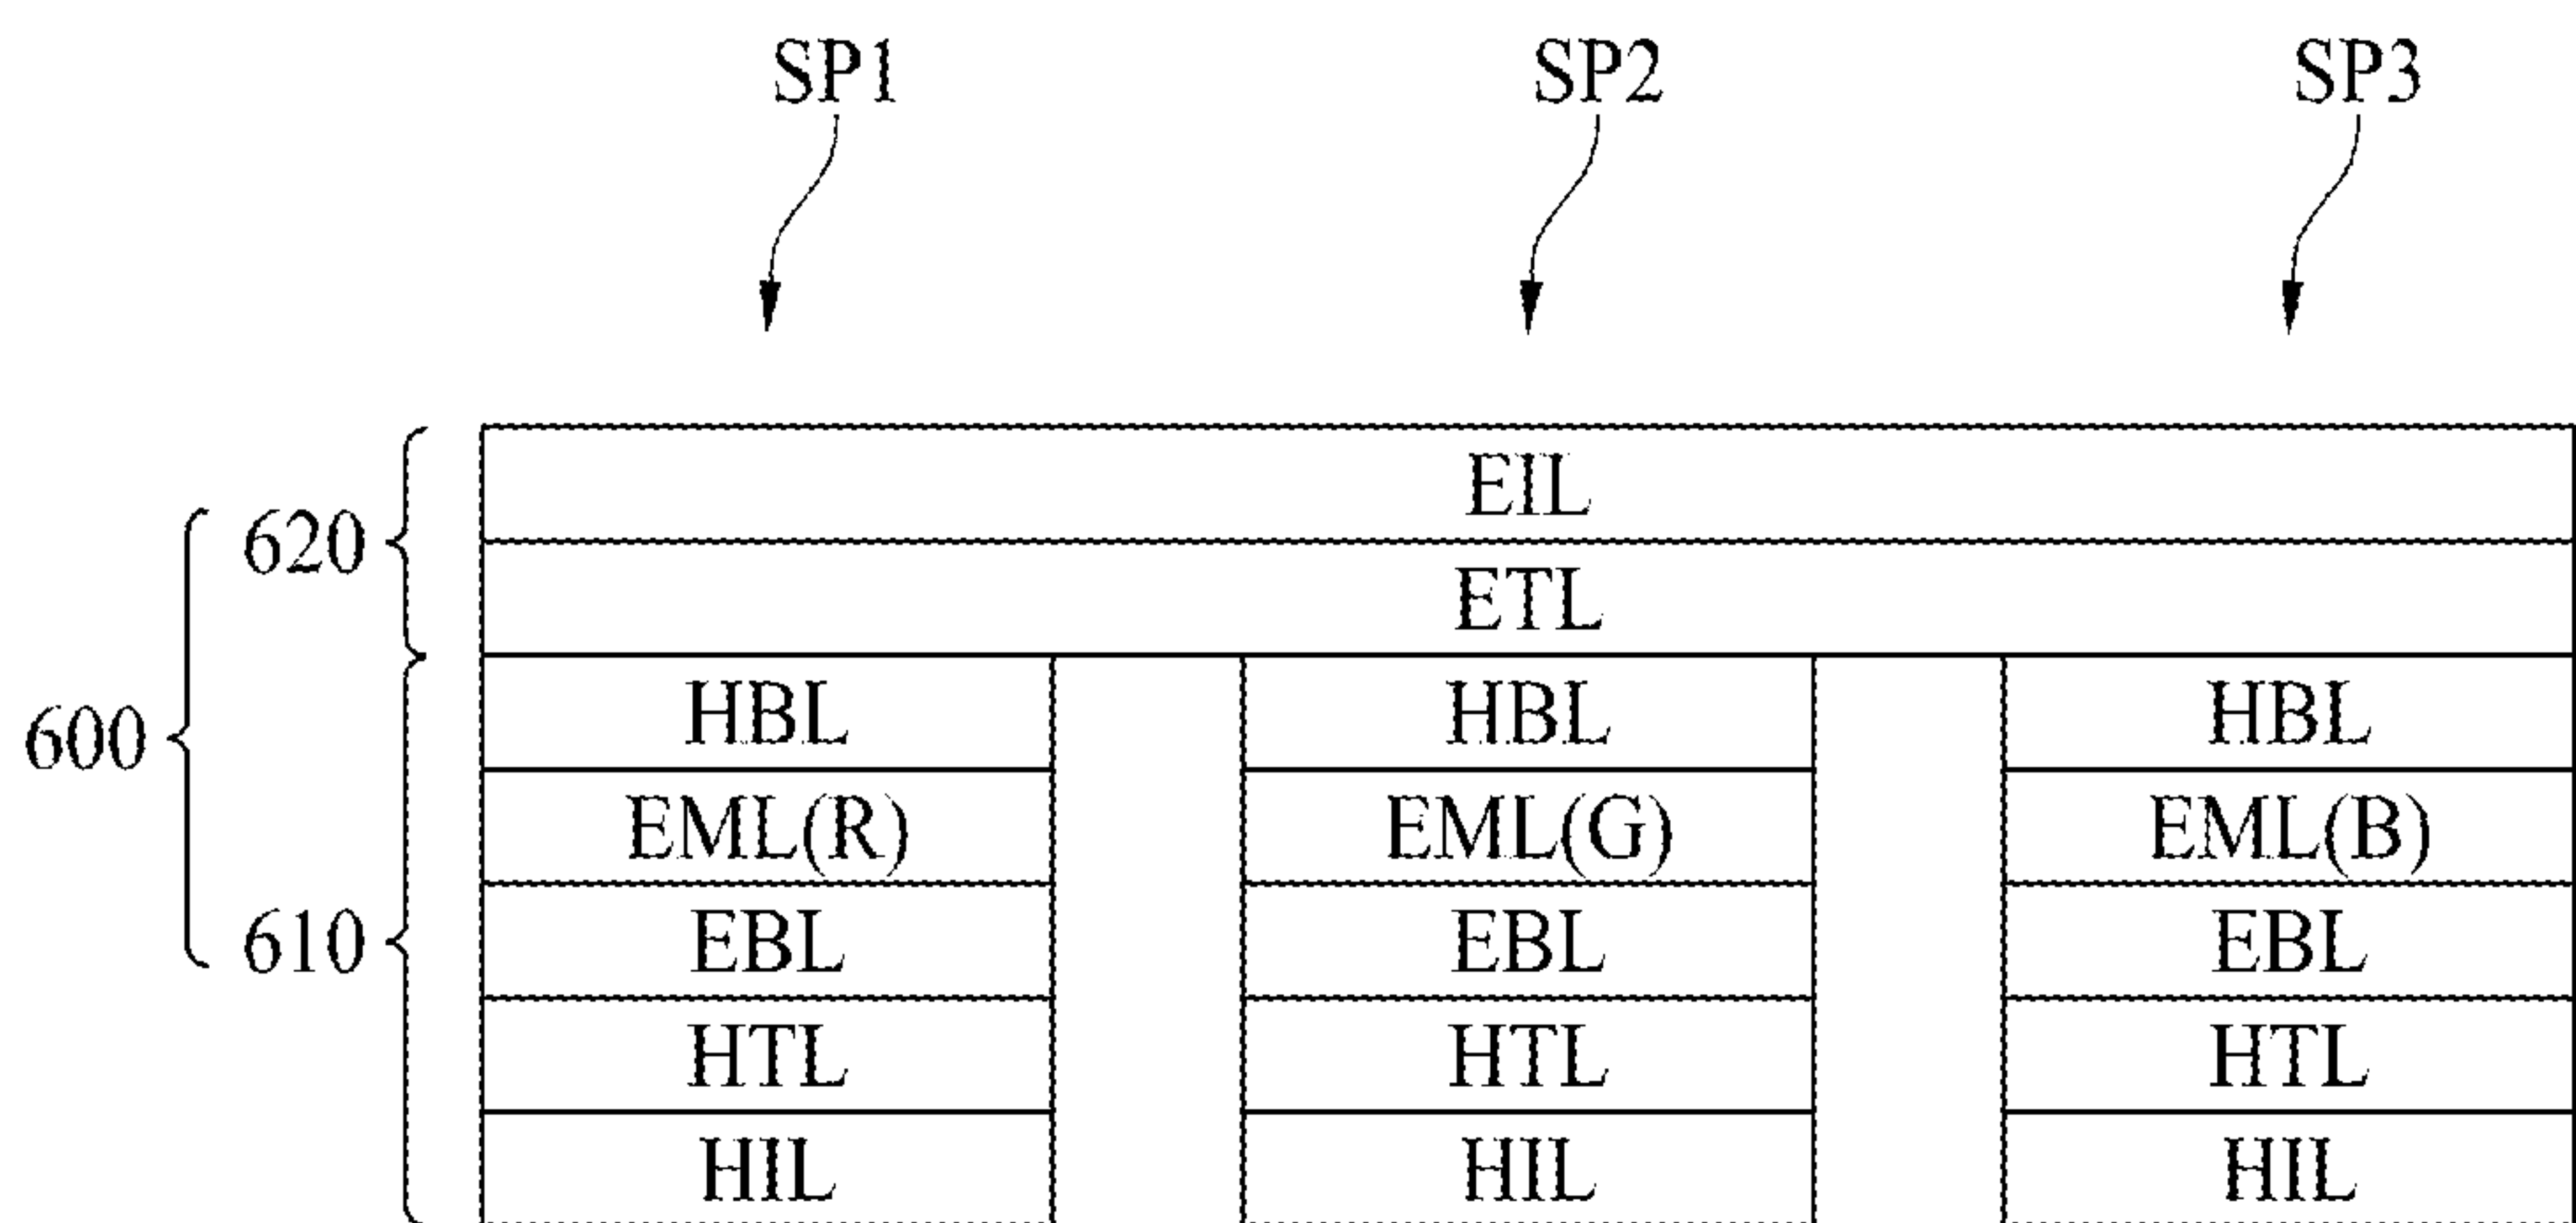 SP1 SP2 SP3
EIL
620
ETL
HBL HBL HBL
600
EML(R) EML(G) EML(B)
610 EBL EBL EBL
HTL HTL HTL
HIL HIL HIL